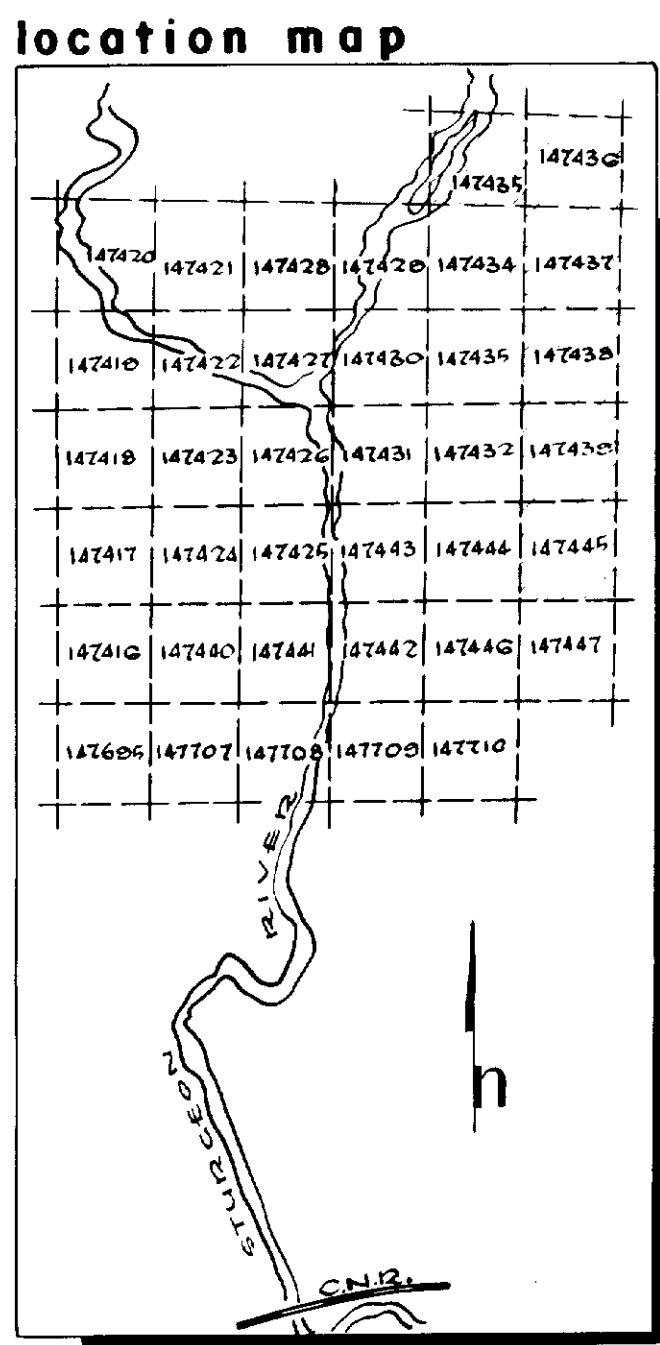 location map
147436
147435
147420 147421 147428 147429 147434 147437
147419 147422 147427 147430 147435 147438
147418 147423 147426 147431 147432 147439
147417 147424 147425 147443 147444 147445
147416 147440 147441 147442 147446 147447
147695 147707 147708 147709 147710
RIVER
n
STURGEON
C.N.R.